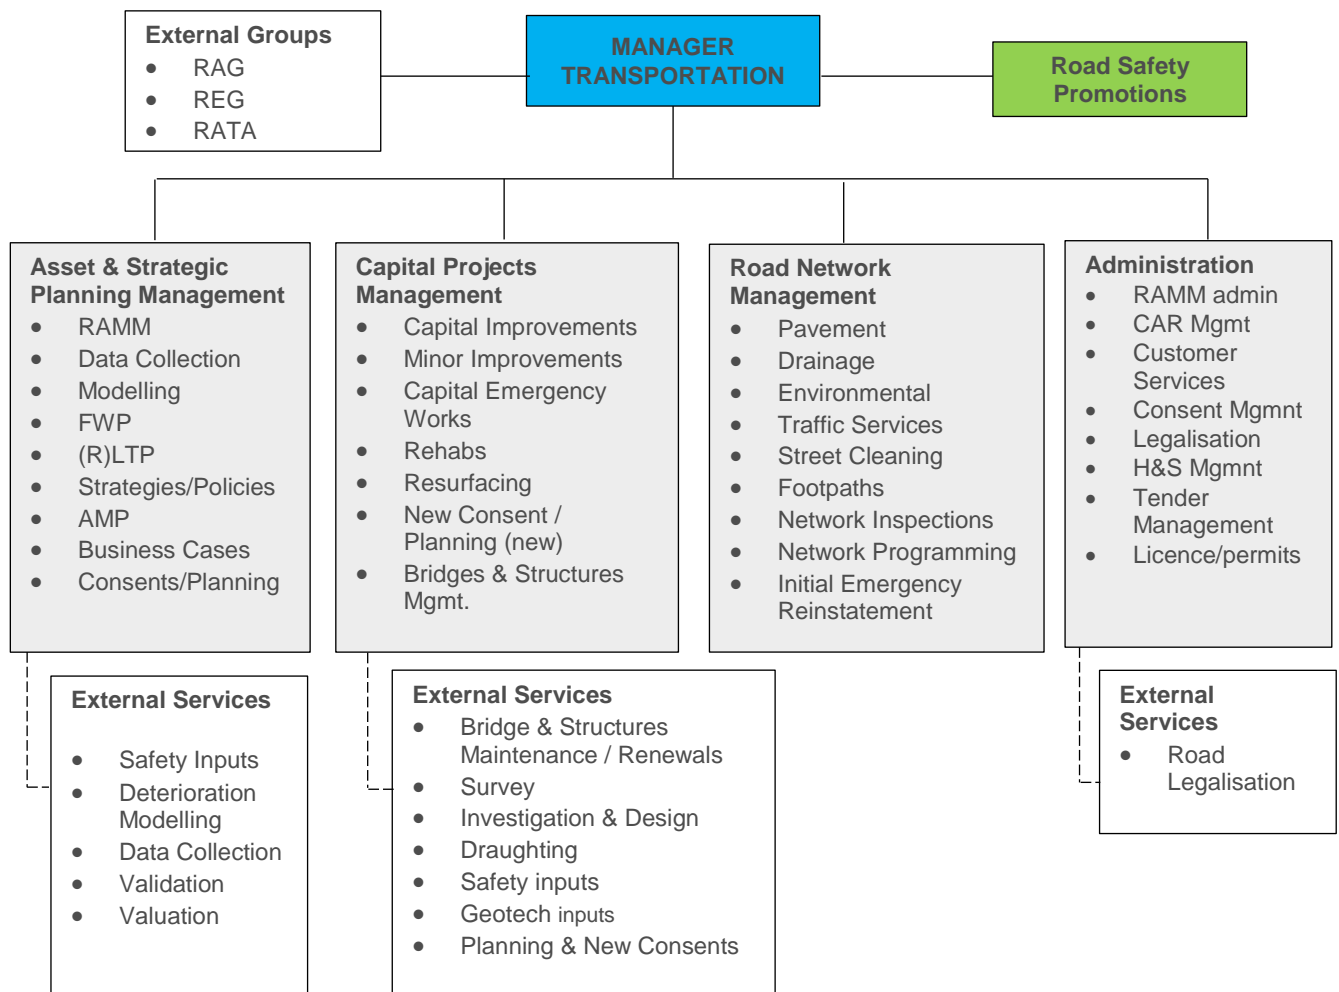 External Groups
• RAG
• REG
• RATA
MANAGER
TRANSPORTATION
Road Safety
Promotions
Asset & Strategic
Planning Management
• RAMM
• Data Collection
• Modelling
• FWP
• (R)LTP
• Strategies/Policies
• AMP
• Business Cases
• Consents/Planning
Capital Projects
Management
• Capital Improvements
• Minor Improvements
• Capital Emergency
Works
• Rehabs
• Resurfacing
• New Consent /
Planning (new)
• Bridges & Structures
Mgmt.
Road Network
Management
• Pavement
• Drainage
• Environmental
• Traffic Services
• Street Cleaning
• Footpaths
• Network Inspections
• Network Programming
• Initial Emergency
Reinstatement
Administration
• RAMM admin
• CAR Mgmt
• Customer
Services
• Consent Mgmnt
• Legalisation
• H&S Mgmnt
• Tender
Management
• Licence/permits
External Services
• Safety Inputs
• Deterioration
Modelling
• Data Collection
• Validation
• Valuation
External Services
• Bridge & Structures
Maintenance / Renewals
• Survey
• Investigation & Design
• Draughting
• Safety inputs
• Geotech inputs
• Planning & New Consents
External
Services
• Road
Legalisation